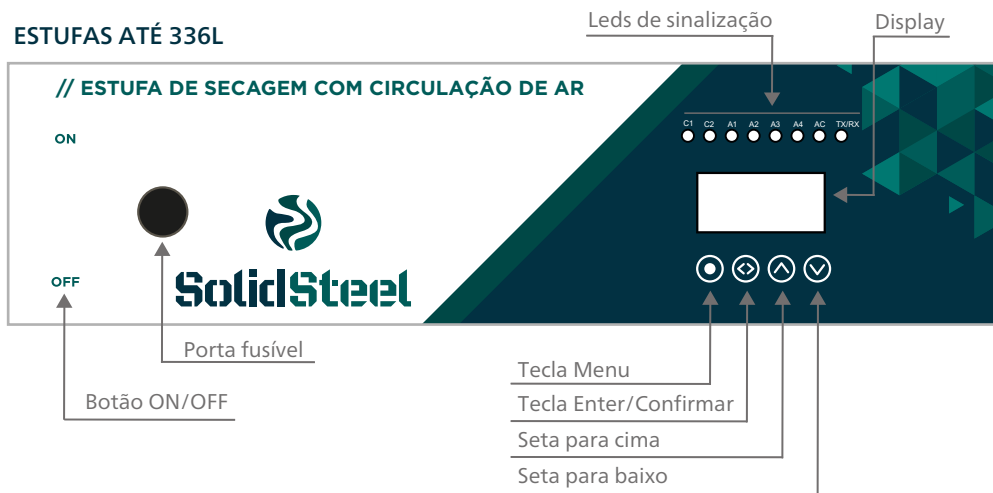 Leds de sinalização
Display
ESTUFAS ATÉ 336L
// ESTUFA DE SECAGEM COM CIRCULAÇÃO DE AR
C1 C2 A1 A2 A3 A4 AC TX/RX
ON
OFF
SolidSteel
Porta fusível
Botão ON/OFF
Tecla Menu
Tecla Enter/Confirmar
Seta para cima
Seta para baixo